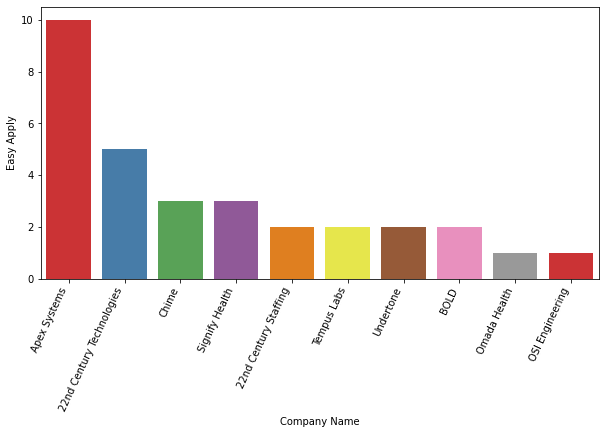 10
8
6
4
2
0
Easy Apply
Apex Systems
22nd Century Technologies
Chime
Signify Health
22nd Century Staffing
Tempus Labs
Undertone
BOLD
Omada Health
OSI Engineering
Company Name